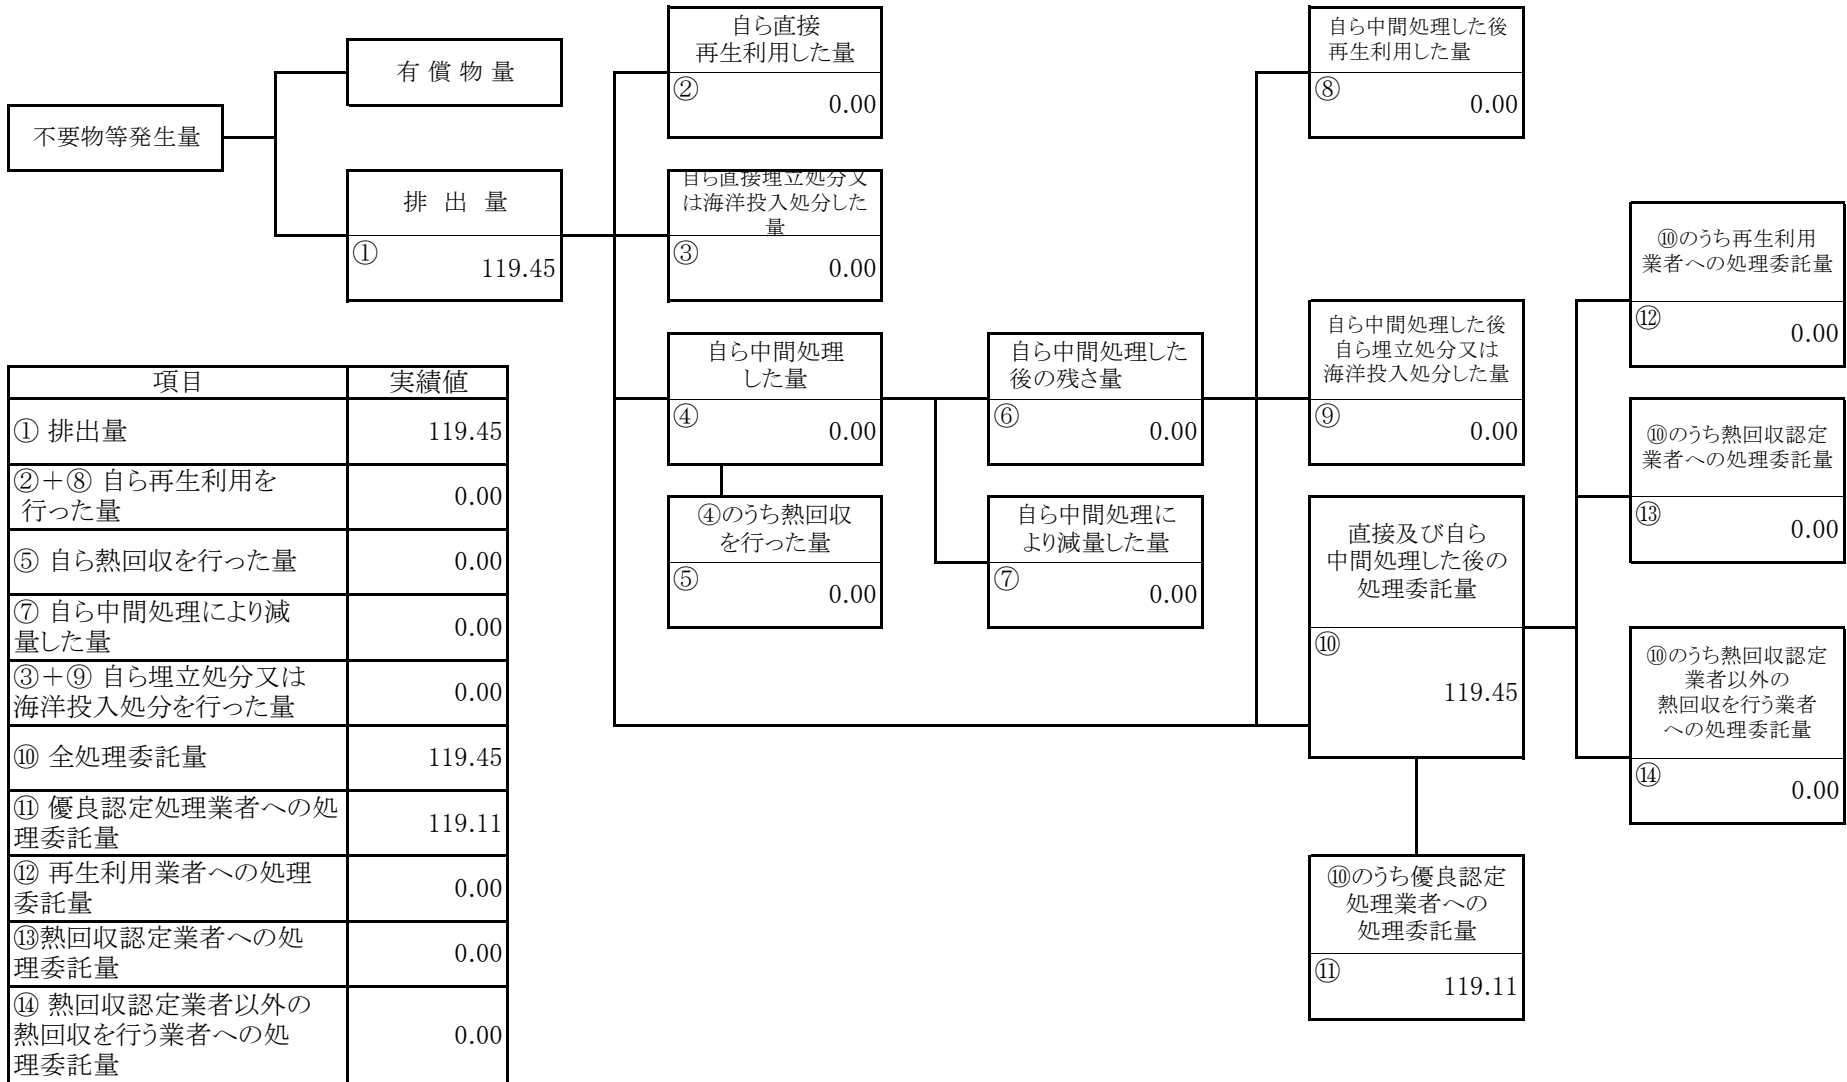 不要物等発生量
有 償 物 量
排 出 量
①
119.45
自ら直接
再生利用した量
②
0.00
自ら直接埋立処分又
は海洋投入処分した
量
③
0.00
自ら中間処理
した量
④
0.00
④のうち熱回収
を行った量
⑤
0.00
自ら中間処理した
後の残さ量
⑥
0.00
自ら中間処理に
より減量した量
⑦
0.00
自ら中間処理した後
再生利用した量
⑧
0.00
自ら中間処理した後
自ら埋立処分又は
海洋投入処分した量
⑨
0.00
直接及び自ら
中間処理した後の
処理委託量
⑩
119.45
⑩のうち優良認定
処理業者への
処理委託量
⑪
119.11
⑩のうち再生利用
業者への処理委託量
⑫
0.00
⑩のうち熱回収認定
業者への処理委託量
⑬
0.00
⑩のうち熱回収認定
業者以外の
熱回収を行う業者
への処理委託量
⑭
0.00
項目 実績値
① 排出量 119.45
②+⑧ 自ら再生利用を
行った量 0.00
⑤ 自ら熱回収を行った量 0.00
⑦ 自ら中間処理により減
量した量 0.00
③+⑨ 自ら埋立処分又は
海洋投入処分を行った量 0.00
⑩ 全処理委託量 119.45
⑪ 優良認定処理業者への処
理委託量 119.11
⑫ 再生利用業者への処理
委託量 0.00
⑬熱回収認定業者への処
理委託量 0.00
⑭ 熱回収認定業者以外の
熱回収を行う業者への処
理委託量 0.00